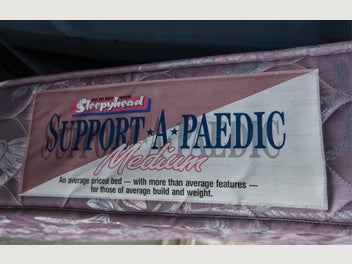 Sleepyhead
SUPPORT★A★PAEDIC
Medium
An average priced bed — with more than average features —
for those of average build and weight.